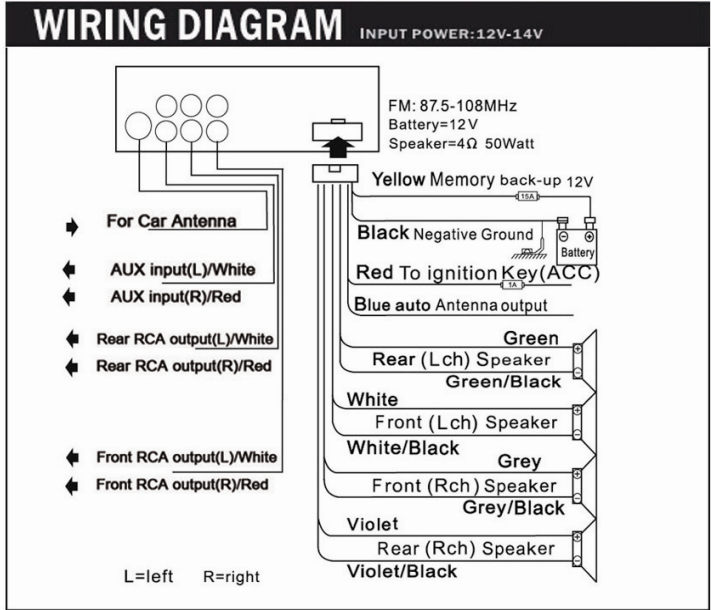 WIRING DIAGRAM INPUT POWER:12V-14V
FM: 87.5-108MHz
Battery=12V
Speaker=4Ω 50Watt
Yellow Memory back-up 12V
15A
Black Negative Ground
Battery
Red To ignition Key(ACC)
1A
Blue auto Antenna output
For Car Antenna
AUX input(L)/White
AUX input(R)/Red
Rear RCA output(L)/White
Rear RCA output(R)/Red
Front RCA output(L)/White
Front RCA output(R)/Red
Green
Rear (Lch) Speaker
Green/Black
White
Front (Lch) Speaker
White/Black
Grey
Front (Rch) Speaker
Grey/Black
Violet
Rear (Rch) Speaker
Violet/Black
L=left R=right